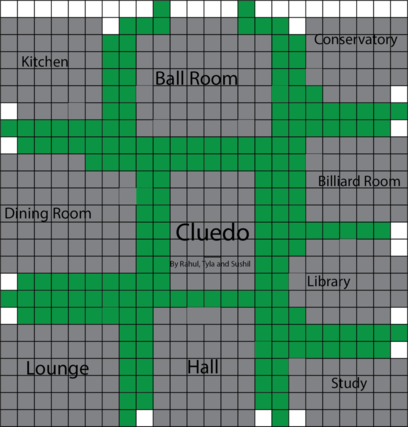 Conservatory
Kitchen
Ball Room
Billiard Room
Dining Room
Cluedo
By Rahul, Tyla and Sushil
Library
Lounge
Hall
Study